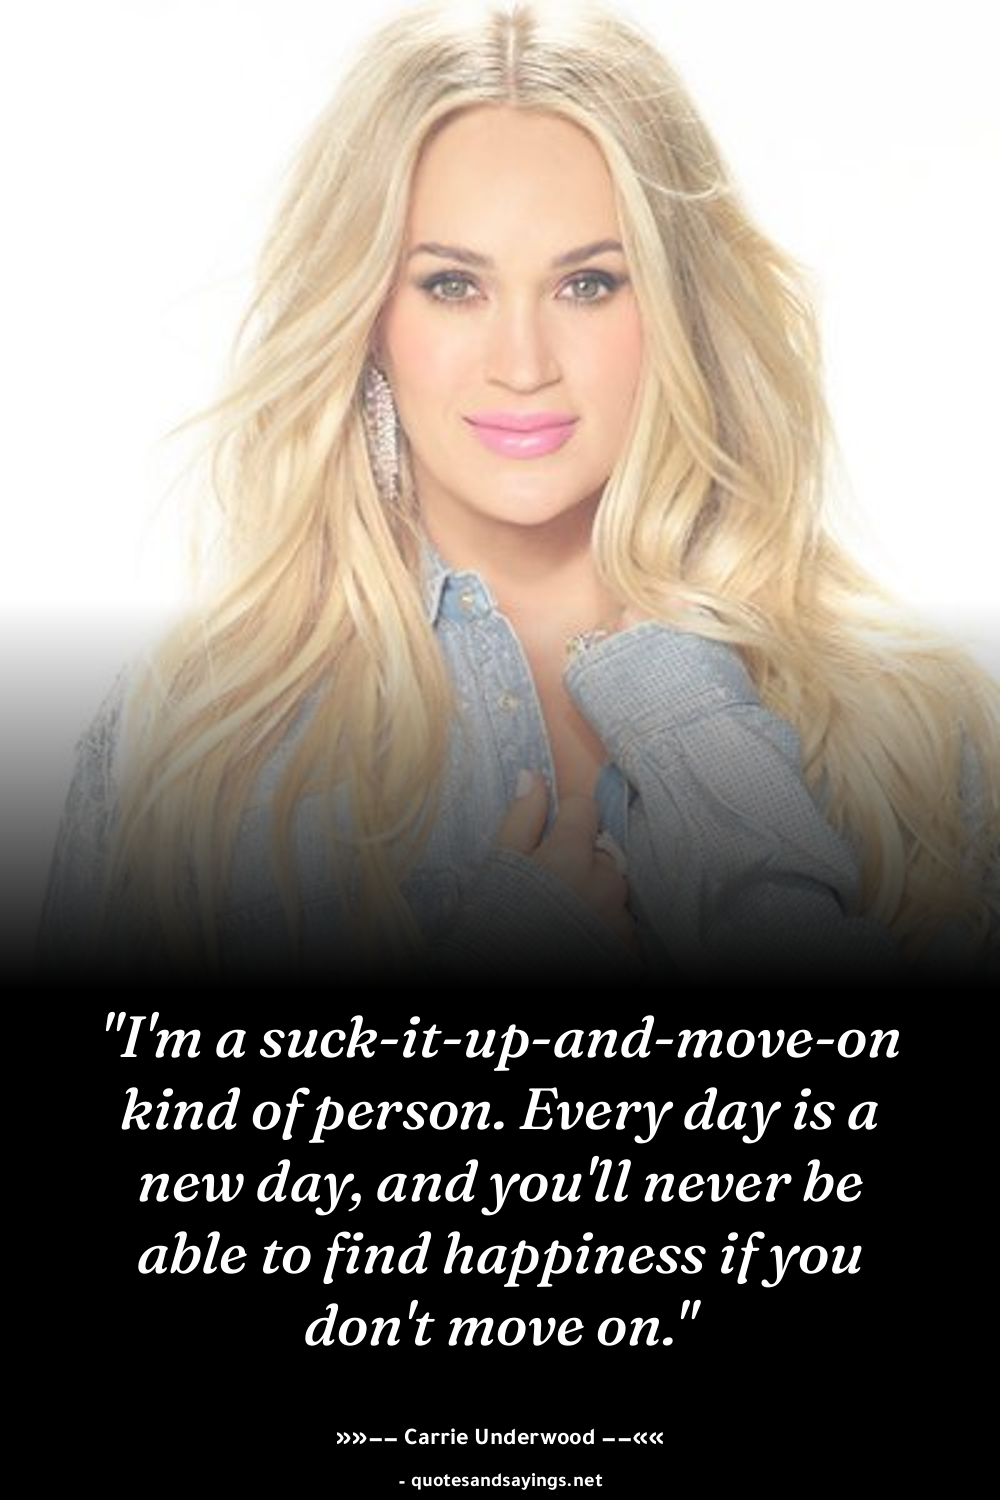 "I'm a suck-it-up-and-move-on
kind of person. Every day is a
new day, and you'll never be
able to find happiness if you
don't move on."
»»−− Carrie Underwood −−««
- quotesandsayings.net